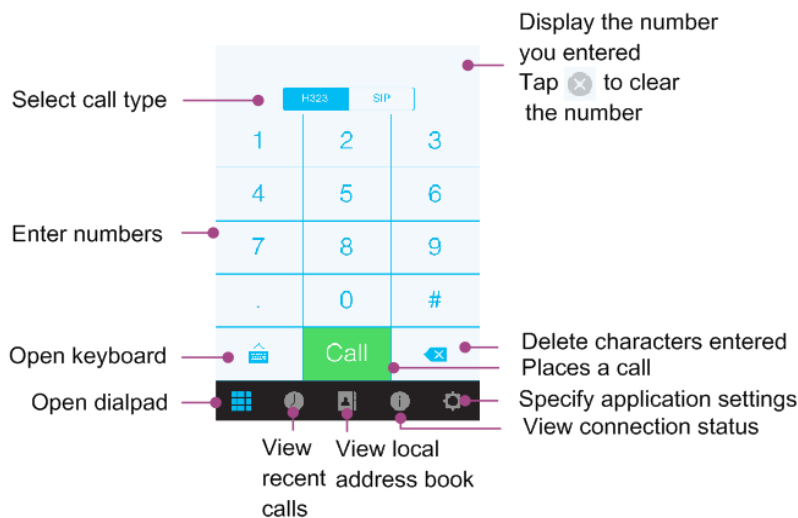 Display the number
you entered
Tap to clear
the number
Select call type
H323 SIP
1 2 3
4 5 6
Enter numbers
7 8 9
. 0 #
Open keyboard
Call
Delete characters entered
Places a call
Open dialpad
Specify application settings
View connection status
View
recent
calls
View local
address book